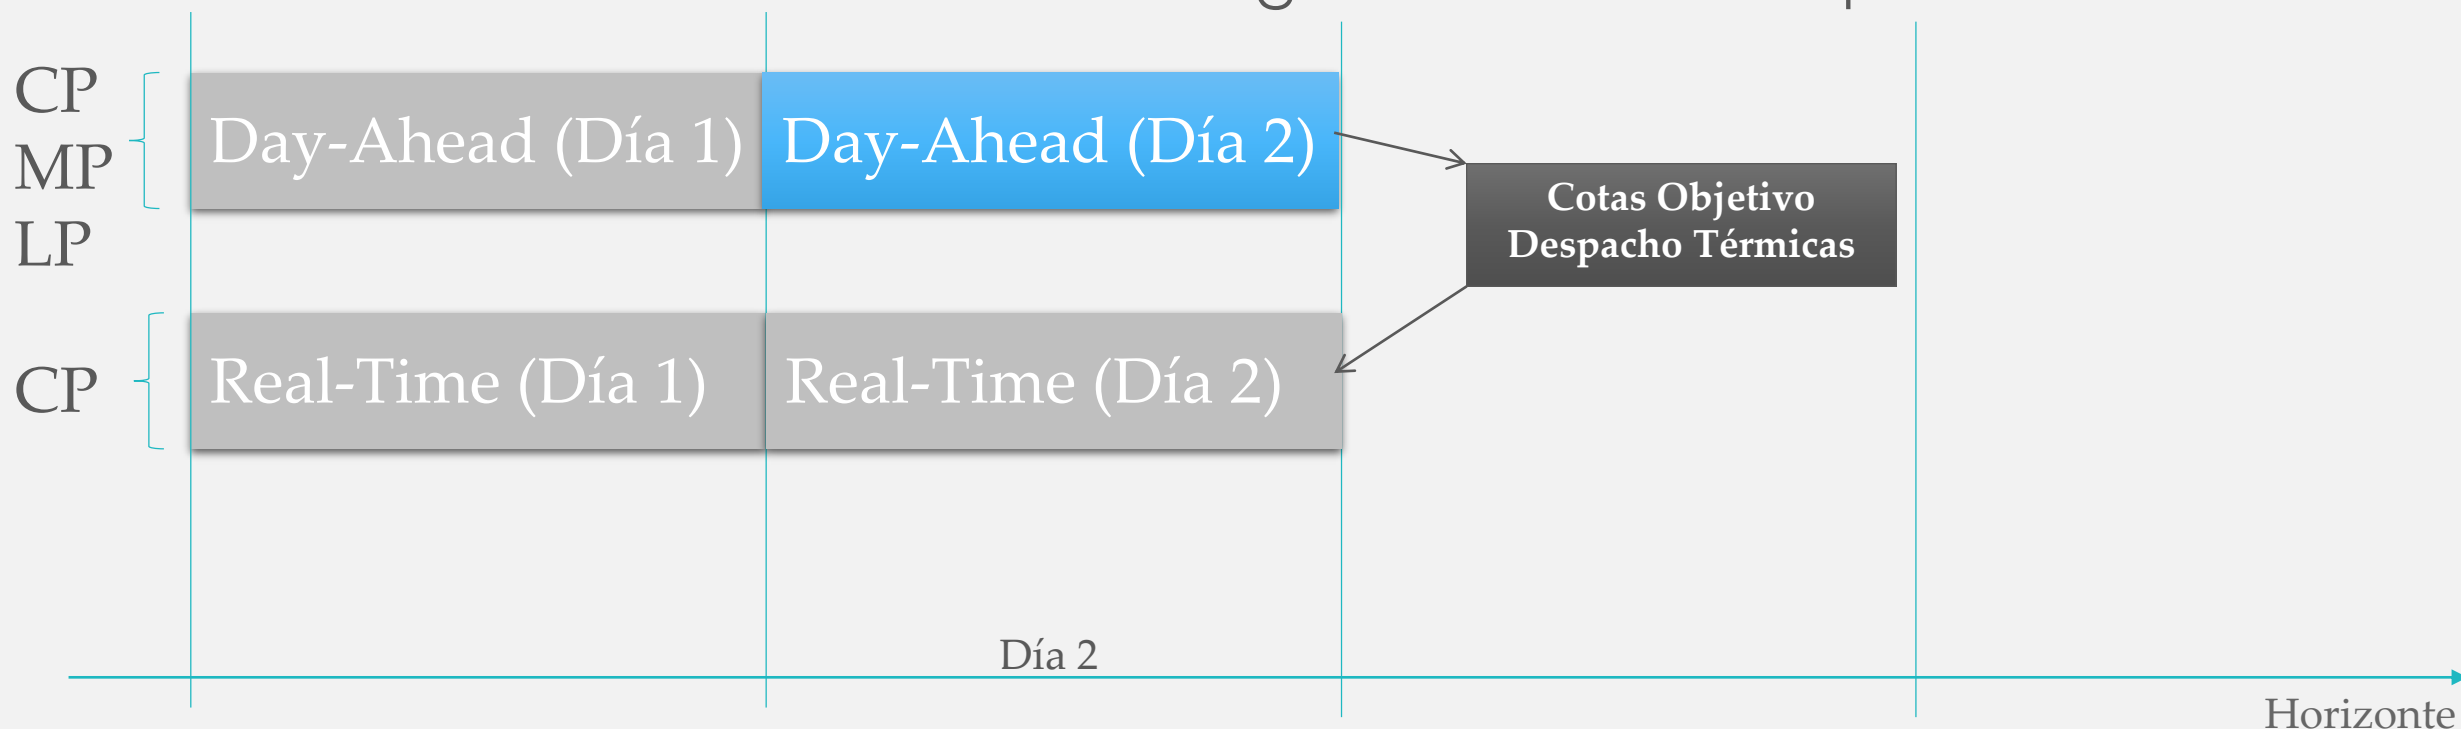 CP
MP
LP
Day-Ahead (Día 1)
Day-Ahead (Día 2)
Cotas Objetivo
Despacho Térmicas
CP
Real-Time (Día 1)
Real-Time (Día 2)
Día 2
Horizonte